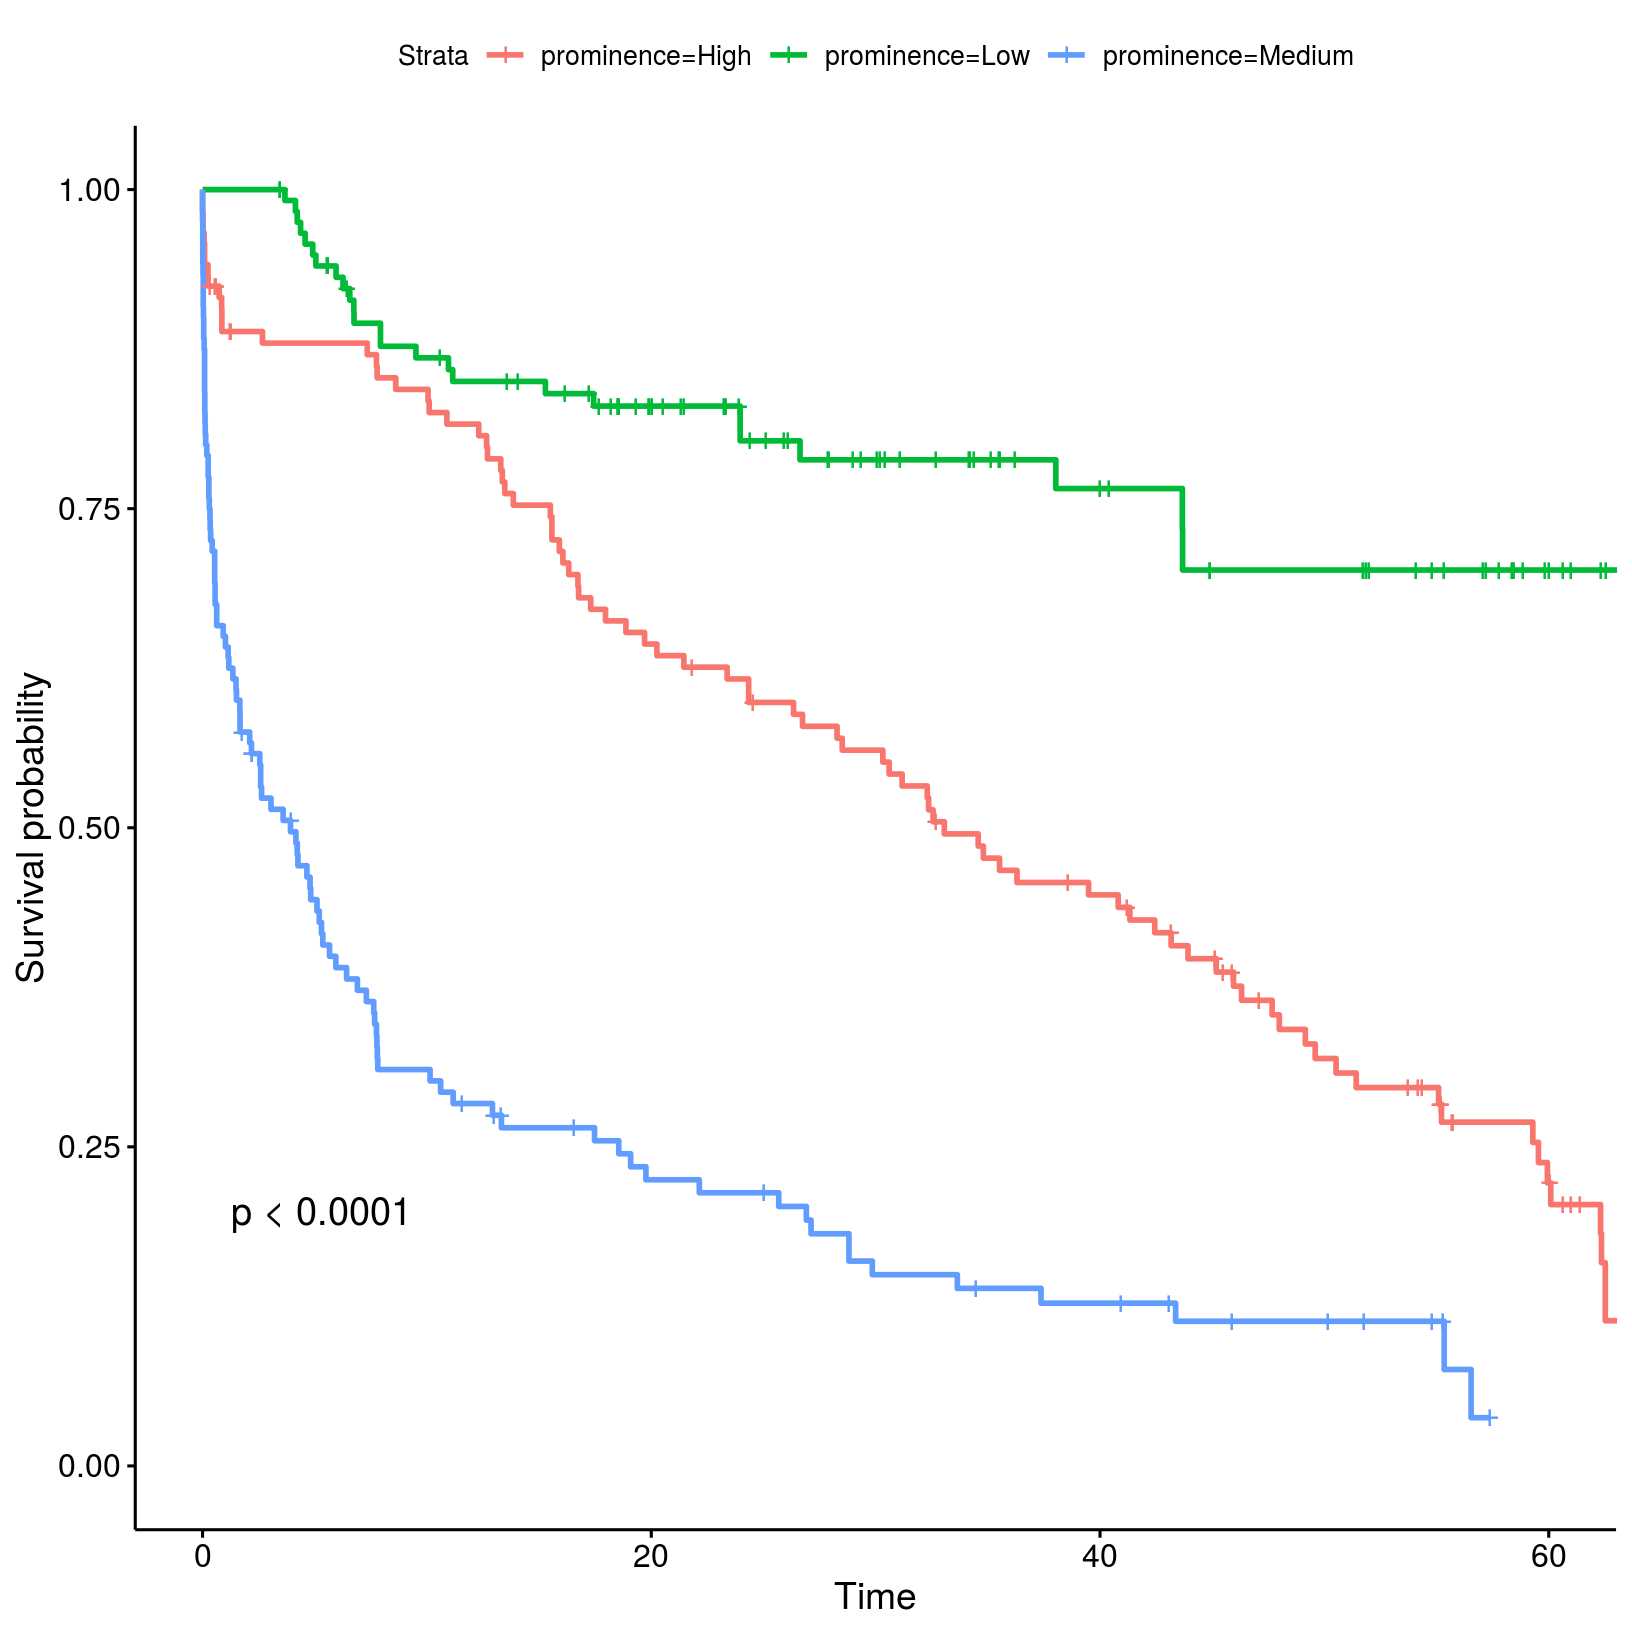 Strata prominence=High prominence=Low prominence=Medium
1.00
0.75
0.50
0.25
0.00
Survival probability
p < 0.0001
0 20 40 60
Time